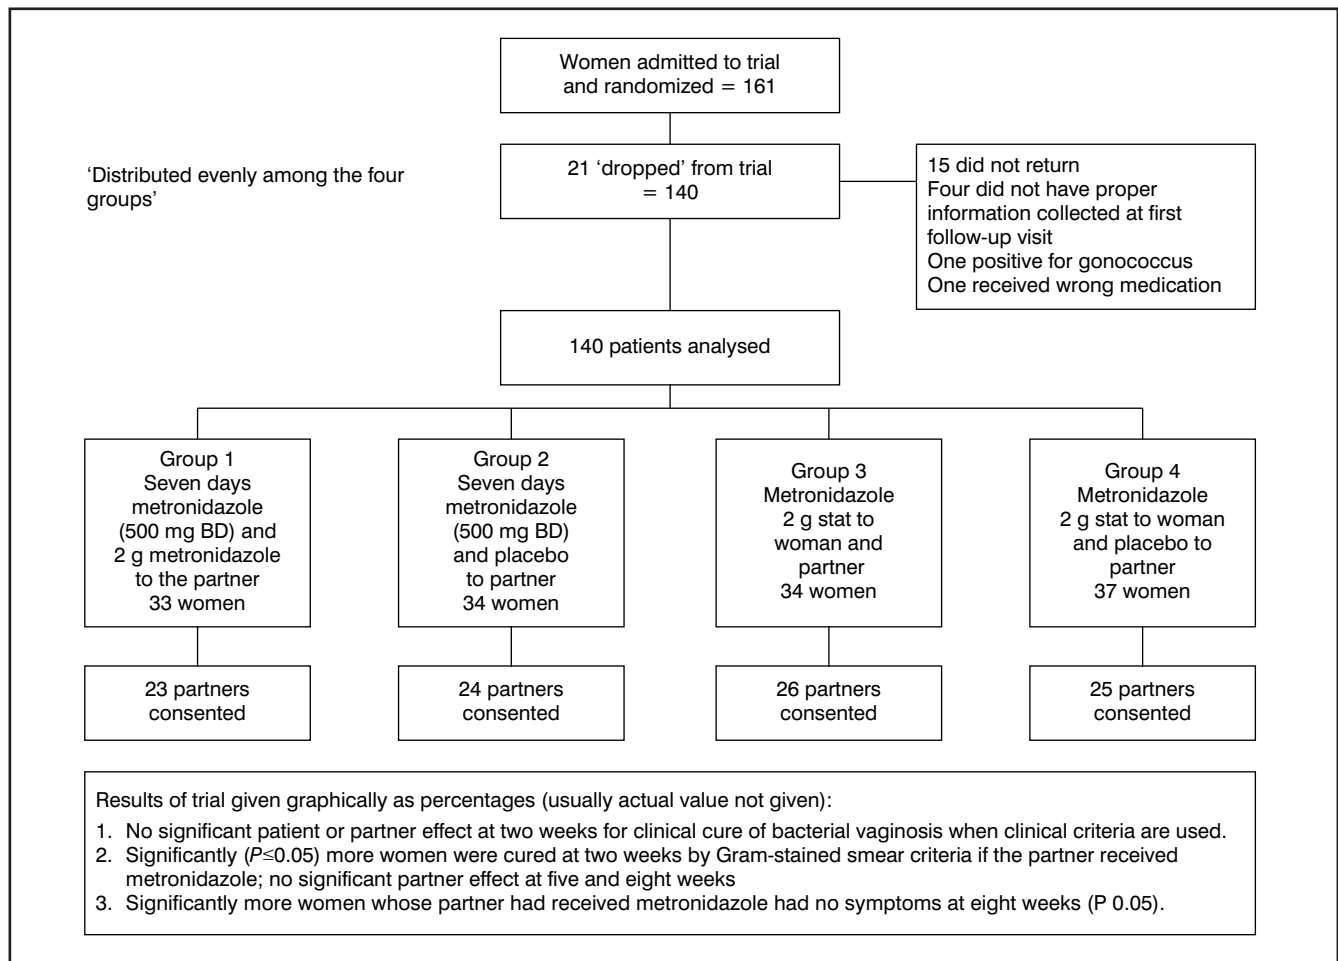 Women admitted to trial
and randomized = 161
'Distributed evenly among the four
groups'
21 'dropped' from trial
= 140
15 did not return
Four did not have proper
information collected at first
follow-up visit
One positive for gonococcus
One received wrong medication
140 patients analysed
Group 1
Seven days
metronidazole
(500 mg BD) and
2 g metronidazole
to the partner
33 women
Group 2
Seven days
metronidazole
(500 mg BD)
and placebo
to partner
34 women
Group 3
Metronidazole
2 g stat to
woman and
partner
34 women
Group 4
Metronidazole
2 g stat to woman
and placebo to
partner
37 women
23 partners
consented
24 partners
consented
26 partners
consented
25 partners
consented
Results of trial given graphically as percentages (usually actual value not given):
1. No significant patient or partner effect at two weeks for clinical cure of bacterial vaginosis when clinical criteria are used.
2. Significantly (P≤0.05) more women were cured at two weeks by Gram-stained smear criteria if the partner received
metronidazole; no significant partner effect at five and eight weeks
3. Significantly more women whose partner had received metronidazole had no symptoms at eight weeks (P 0.05).